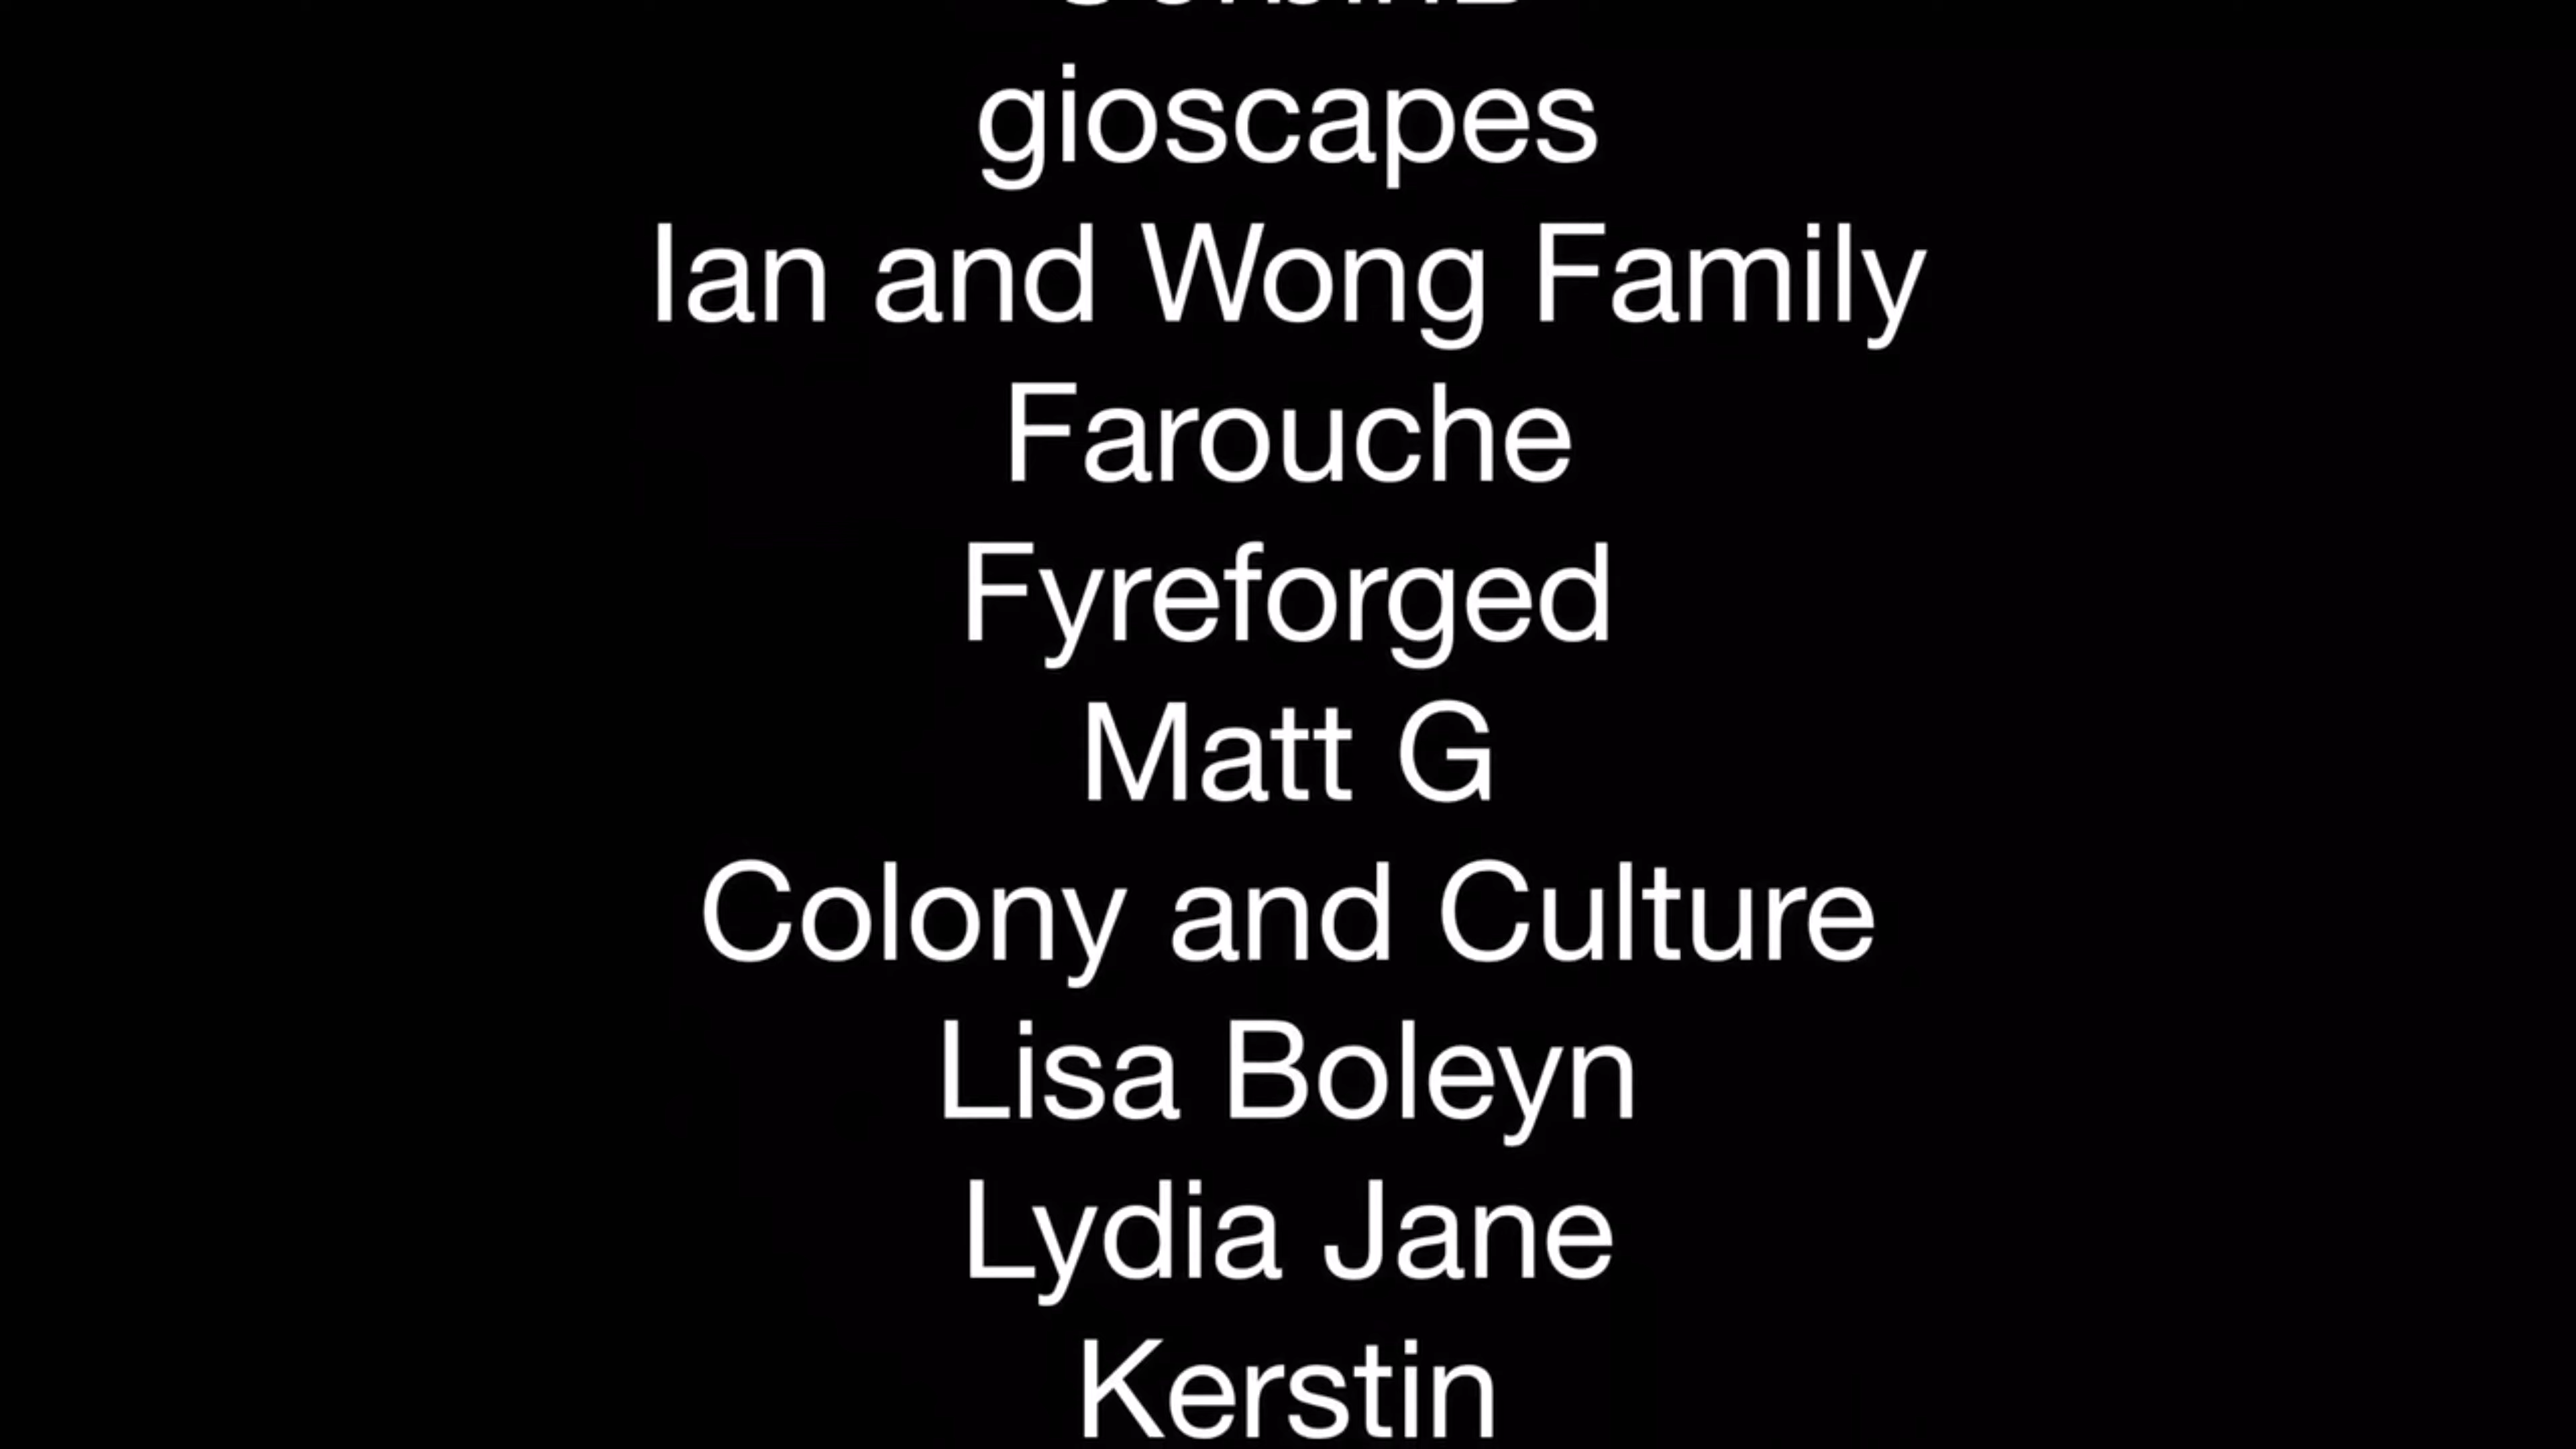 gioscapes
Ian and Wong Family
Farouche
Fyreforged
Matt G
Colony and Culture
Lisa Boleyn
Lydia Jane
Kerstin